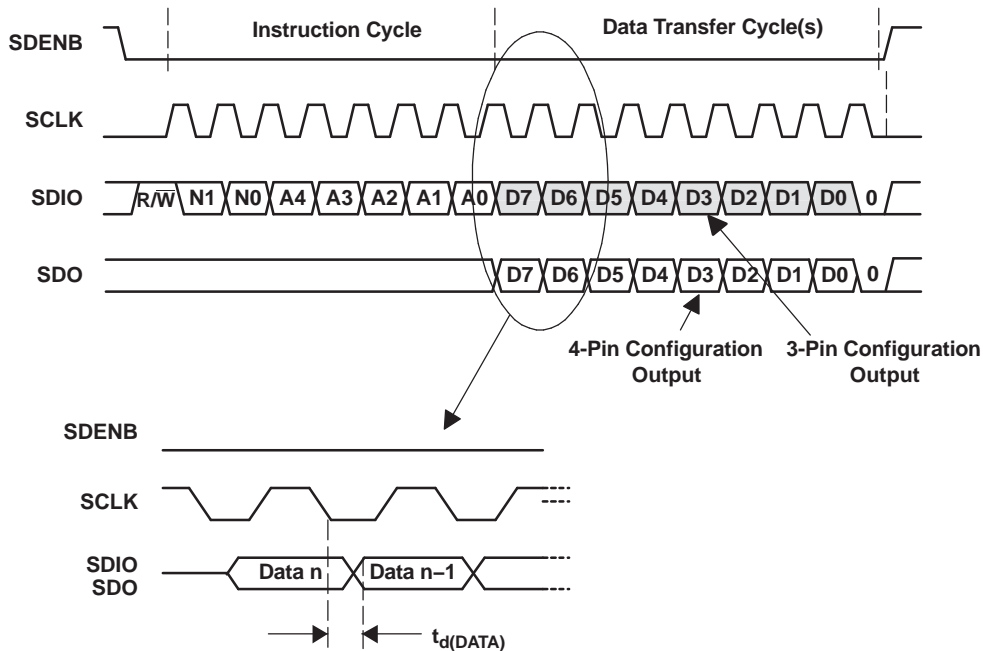 Instruction Cycle
Data Transfer Cycle(s)
SDENB
SCLK
SDIO
R/W̅ N1 N0 A4 A3 A2 A1 A0 D7 D6 D5 D4 D3 D2 D1 D0 0
SDO
D7 D6 D5 D4 D3 D2 D1 D0 0
4-Pin Configuration
Output
3-Pin Configuration
Output
SDENB
SCLK
SDIO
SDO
Data n
Data n−1
td(DATA)